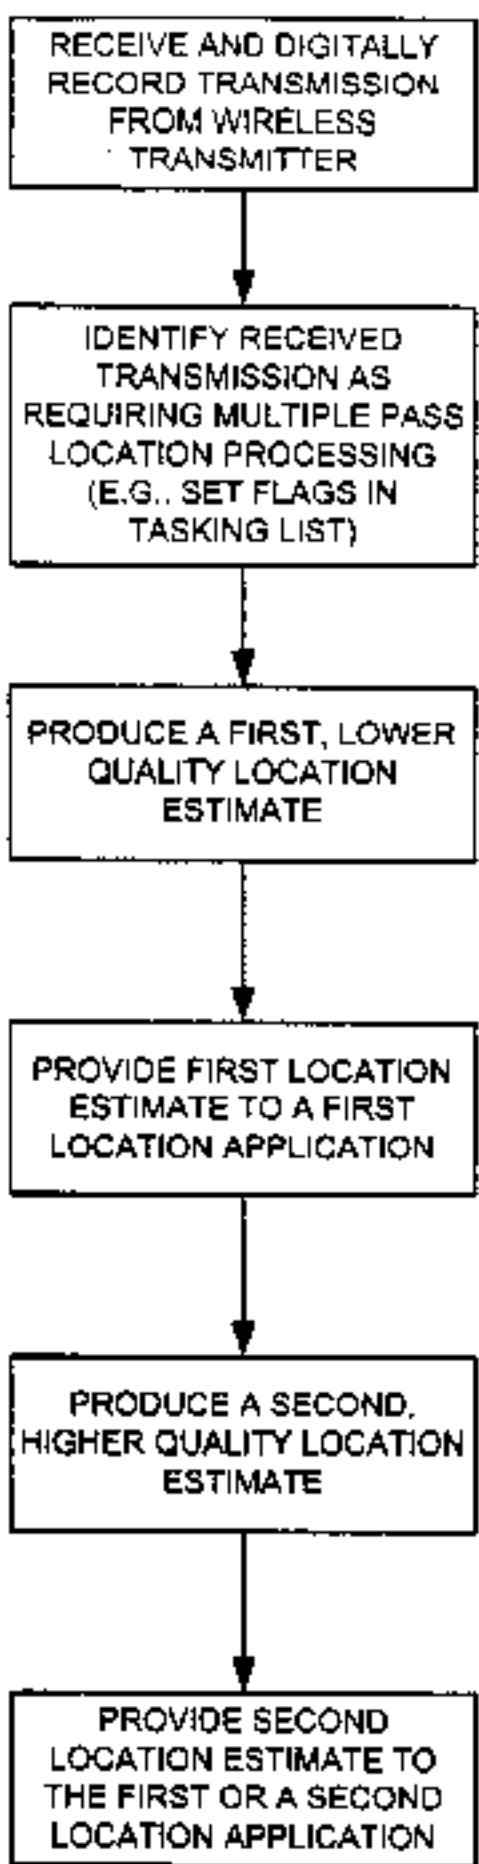 RECEIVE AND DIGITALLY
RECORD TRANSMISSION
FROM WIRELESS
TRANSMITTER
IDENTIFY RECEIVED
TRANSMISSION AS
REQUIRING MULTIPLE PASS
LOCATION PROCESSING
(E.G., SET FLAGS IN
TASKING LIST)
PRODUCE A FIRST, LOWER
QUALITY LOCATION
ESTIMATE
PROVIDE FIRST LOCATION
ESTIMATE TO A FIRST
LOCATION APPLICATION
PRODUCE A SECOND,
HIGHER QUALITY LOCATION
ESTIMATE
PROVIDE SECOND
LOCATION ESTIMATE TO
THE FIRST OR A SECOND
LOCATION APPLICATION